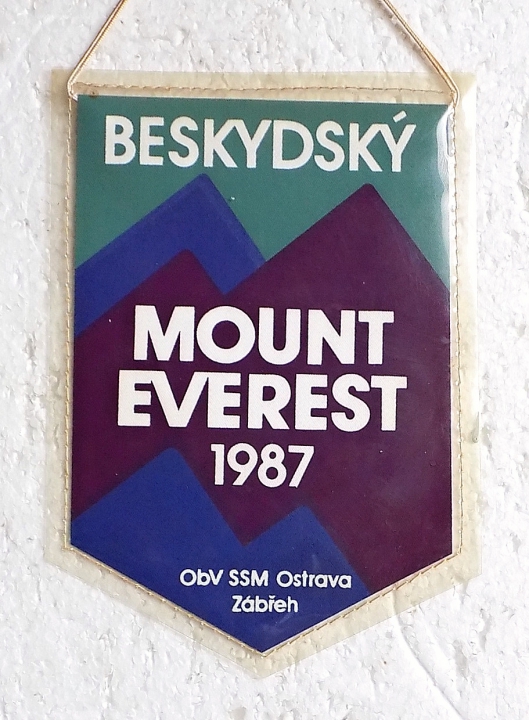 BESKYDSKÝ
MOUNT
EVEREST
1987
ObV SSM Ostrava
Zábřeh